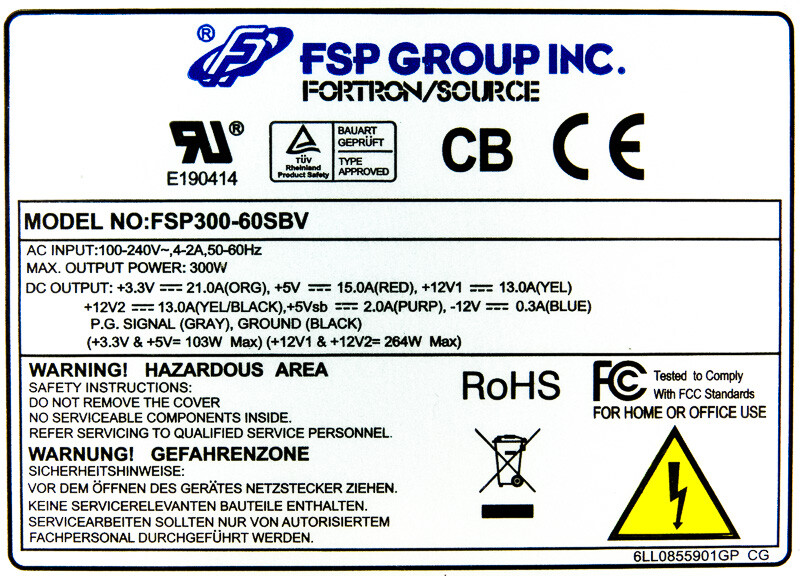 ® FSP GROUP INC.
FORTRON/SOURCE
®
E190414
TÜV
Rheinland
Product Safety
BAUART
GEPRÜFT
TYPE
APPROVED
CB CE
MODEL NO:FSP300-60SBV
AC INPUT:100-240V~,4-2A,50-60Hz
MAX. OUTPUT POWER: 300W
DC OUTPUT: +3.3V ⎓ 21.0A(ORG), +5V ⎓ 15.0A(RED), +12V1 ⎓ 13.0A(YEL)
+12V2 ⎓ 13.0A(YEL/BLACK),+5Vsb ⎓ 2.0A(PURP), -12V ⎓ 0.3A(BLUE)
P.G. SIGNAL (GRAY), GROUND (BLACK)
(+3.3V & +5V= 103W Max) (+12V1 & +12V2= 264W Max)
WARNING! HAZARDOUS AREA
SAFETY INSTRUCTIONS:
DO NOT REMOVE THE COVER
NO SERVICEABLE COMPONENTS INSIDE.
REFER SERVICING TO QUALIFIED SERVICE PERSONNEL.
WARNUNG! GEFAHRENZONE
SICHERHEITSHINWEISE:
VOR DEM ÖFFNEN DES GERÄTES NETZSTECKER ZIEHEN.
KEINE SERVICERELEVANTEN BAUTEILE ENTHALTEN.
SERVICEARBEITEN SOLLTEN NUR VON AUTORISIERTEM
FACHPERSONAL DURCHGEFÜHRT WERDEN.
RoHS
FC Tested to Comply
With FCC Standards
FOR HOME OR OFFICE USE
6LL0855901GP CG